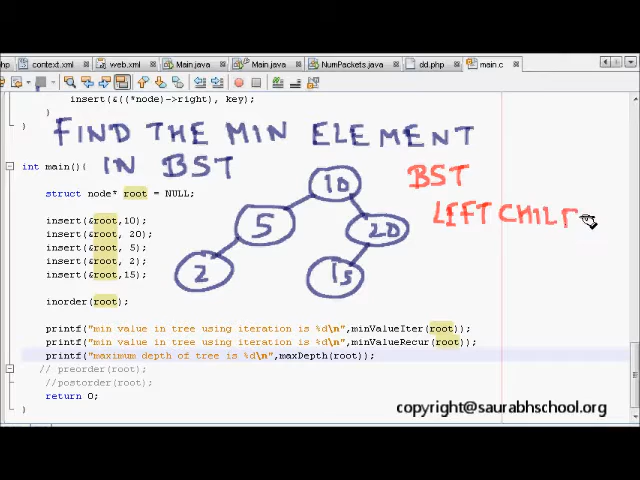 context.xml web.xml Main.java Main.java NumPackets.java dd.php main.c
insert(&((*node)->right), key);
}
}
FIND THE MIN ELEMENT
IN BST
int main(){
struct node* root = NULL;
insert(&root,10);
insert(&root, 20);
insert(&root, 5);
insert(&root, 2);
insert(&root,15);
inorder(root);
10
5
20
2
15
BST
LEFT CHIL
printf("min value in tree using iteration is %d\n",minValueIter(root));
printf("min value in tree using iteration is %d\n",minValueRecur(root));
printf("maximum depth of tree is %d\n",maxDepth(root));
// preorder(root);
//postorder(root);
return 0;
}
copyright@saurabhschool.org